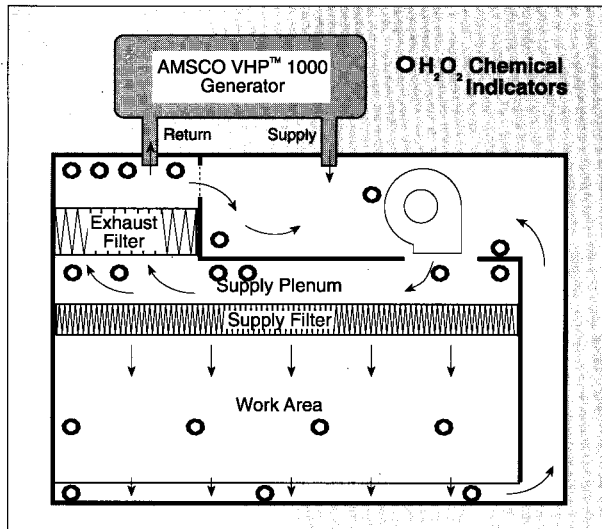 AMSCO VHP™ 1000
Generator
H₂O₂ Chemical
Indicators
Return
Supply
Exhaust
Filter
Supply Plenum
Supply Filter
Work Area